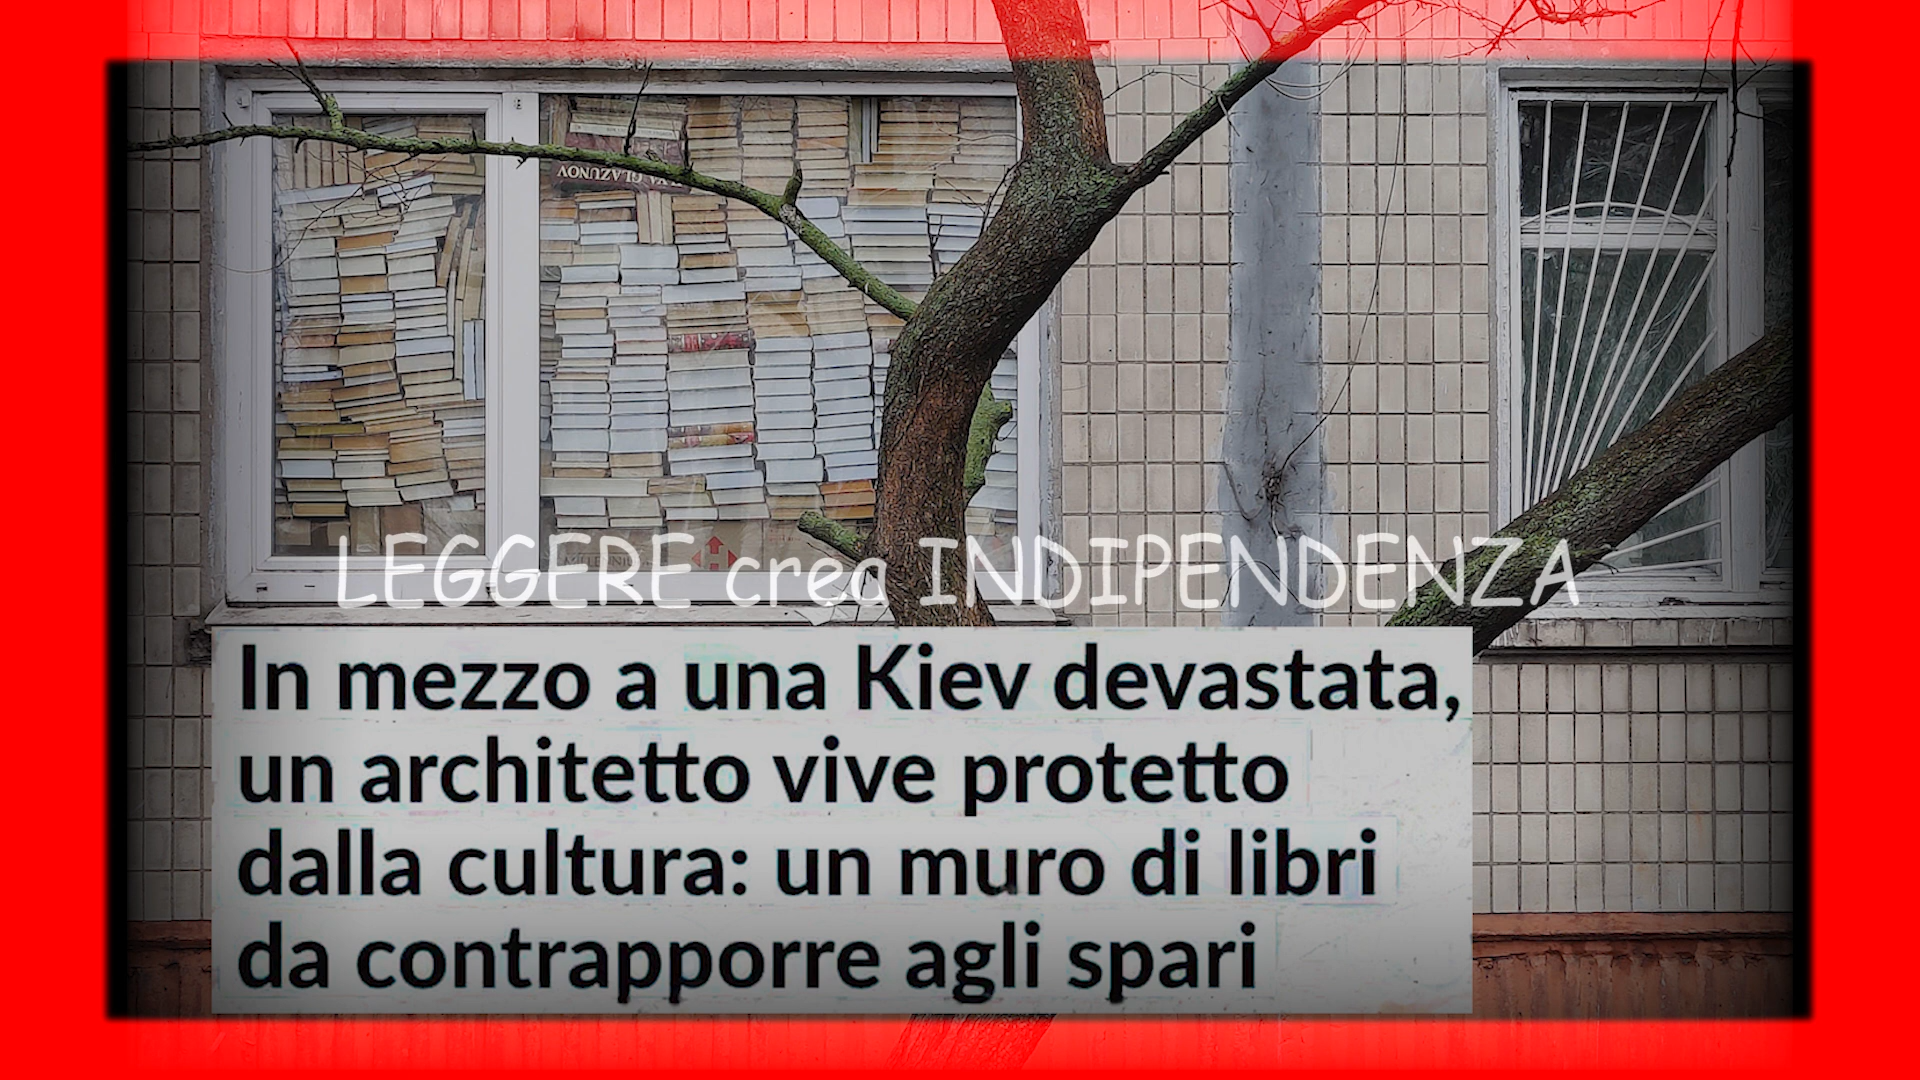 GLAZUNOV
LEGGERE crea INDIPENDENZA
In mezzo a una Kiev devastata,
un architetto vive protetto
dalla cultura: un muro di libri
da contrapporre agli spari